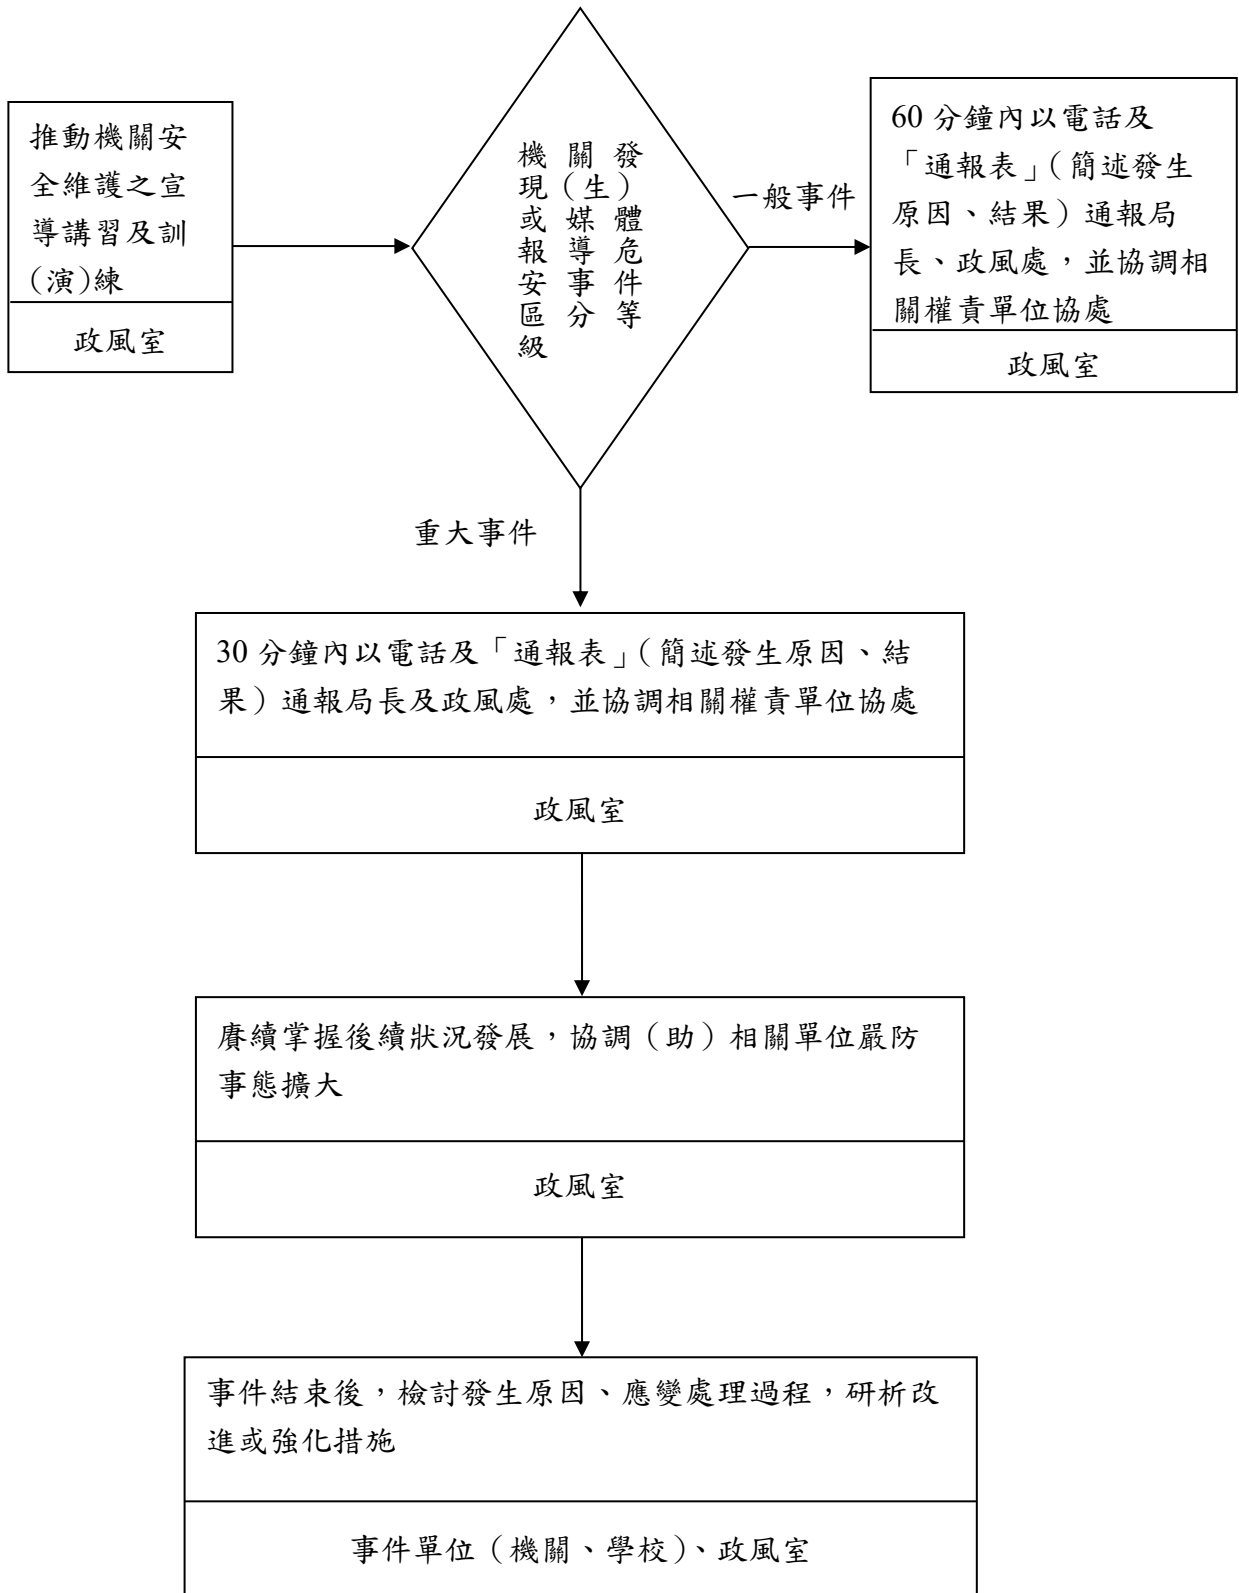 推動機關安
全維護之宣
導講習及訓
(演)練
政風室
機關發
現(生)
或媒體
報導危
安事件
區分等
級
一般事件
60 分鐘內以電話及
「通報表」(簡述發生
原因、結果)通報局
長、政風處，並協調相
關權責單位協處
政風室
重大事件
30 分鐘內以電話及「通報表」(簡述發生原因、結
果)通報局長及政風處，並協調相關權責單位協處
政風室
賡續掌握後續狀況發展，協調(助)相關單位嚴防
事態擴大
政風室
事件結束後，檢討發生原因、應變處理過程，研析改
進或強化措施
事件單位(機關、學校)、政風室